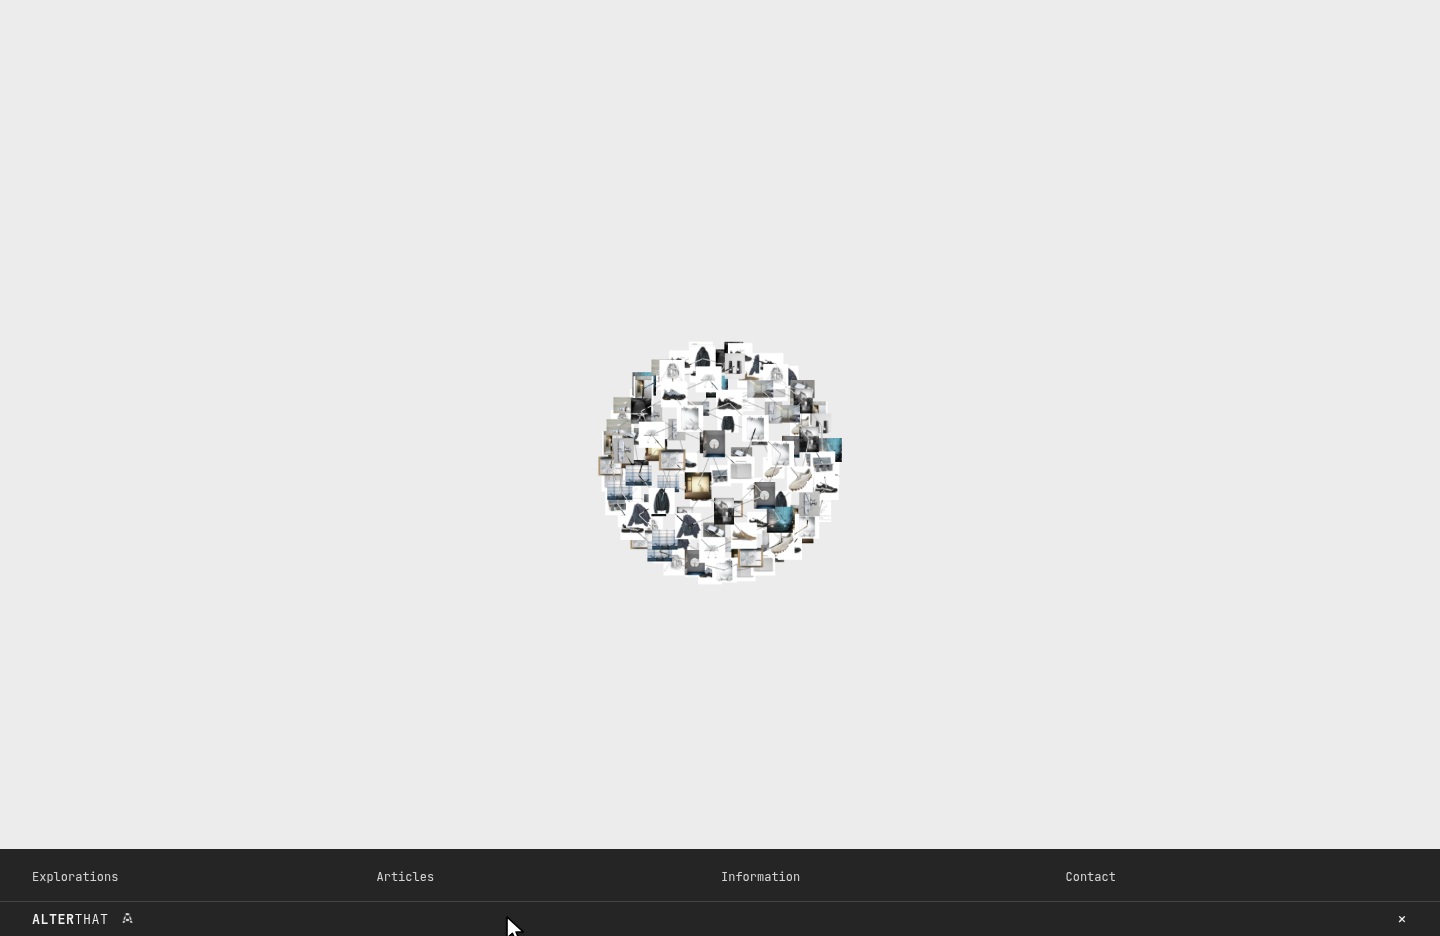 Explorations
Articles
Information
Contact
ALTERTHAT
×